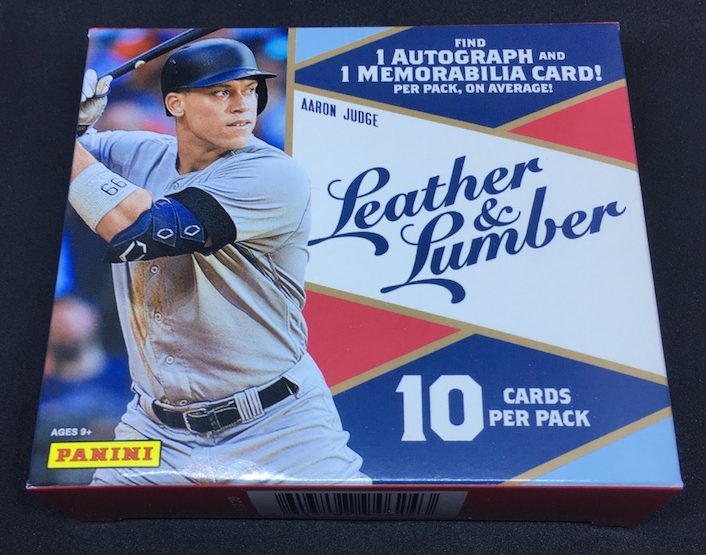 FIND
1 AUTOGRAPH AND
1 MEMORABILIA CARD!
PER PACK, ON AVERAGE!
AARON JUDGE
Leather
&
Lumber
99
10 CARDS
PER PACK
AGES 9+
PANINI